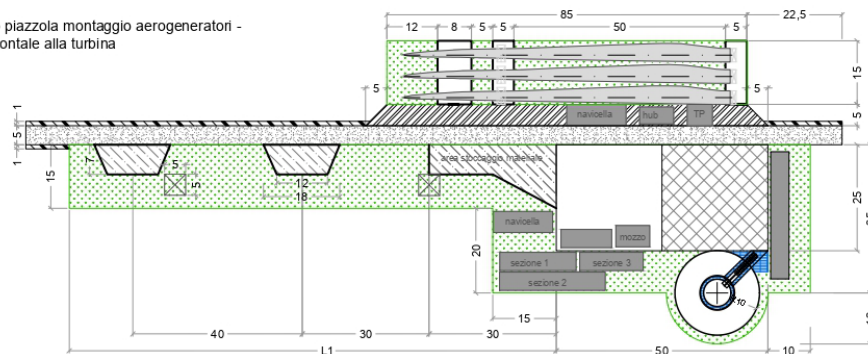 piazzola montaggio aerogeneratori -
ontale alla turbina
85
22,5
12
8
5
5
50
5
15
5
5
5
navicella
hub
TP
1
5
1
7
5
5
12
18
15
area stoccaggio materiale
25
navicella
mozzo
20
sezione 1
sezione 3
sezione 2
10
15
40
30
30
L1
50
10